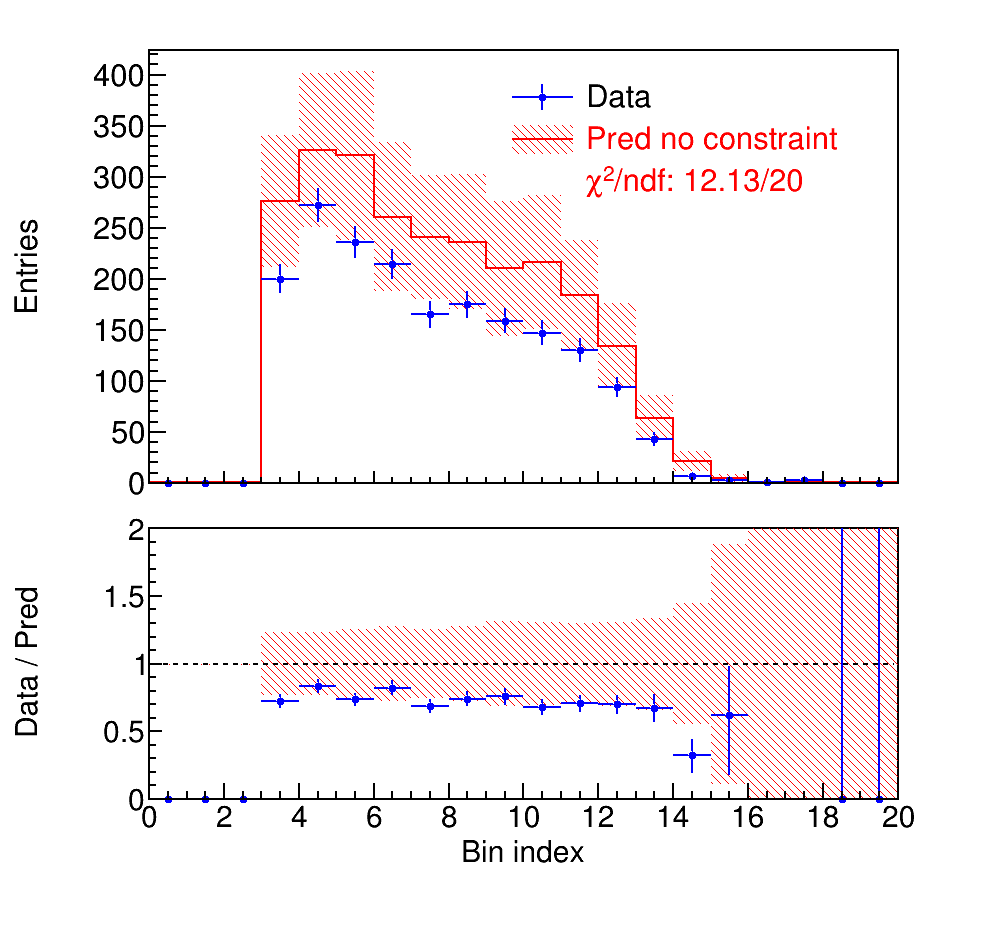 400
350
300
250
200
150
100
50
0
Entries
Data
Pred no constraint
χ²/ndf: 12.13/20
2
1.5
1
0.5
0
Data / Pred
0 2 4 6 8 10 12 14 16 18 20
Bin index